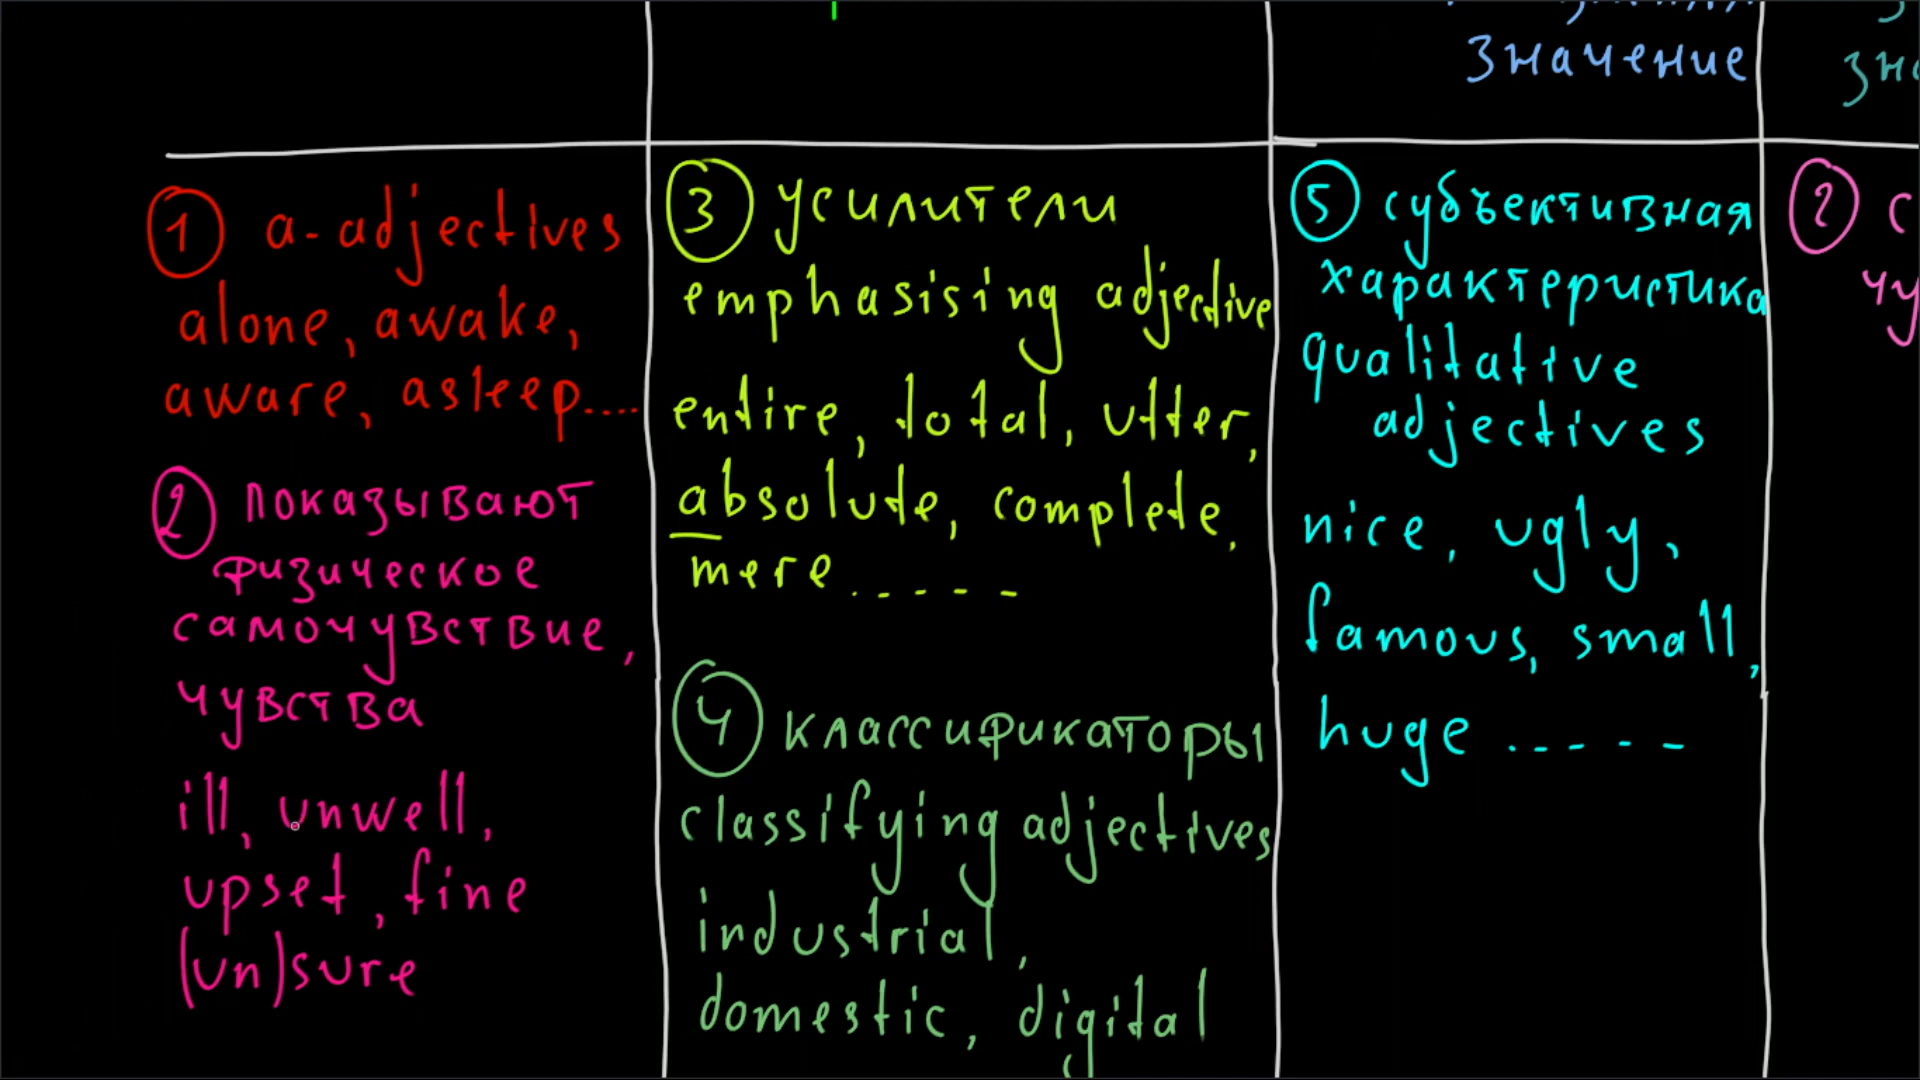 значение
1 a-adjectives
alone, awake,
aware, asleep....
2 показывают
физическое
самочувствие,
чувства
ill, unwell,
upset, fine
(un)sure
3 усилители
emphasising adjective
entire, total, utter,
absolute, complete,
mere.....
4 классификаторы
classifying adjectives
industrial,
domestic, digital
5 субъективная
характеристика
qualitative
adjectives
nice, ugly,
famous, small,
huge .....
2 с